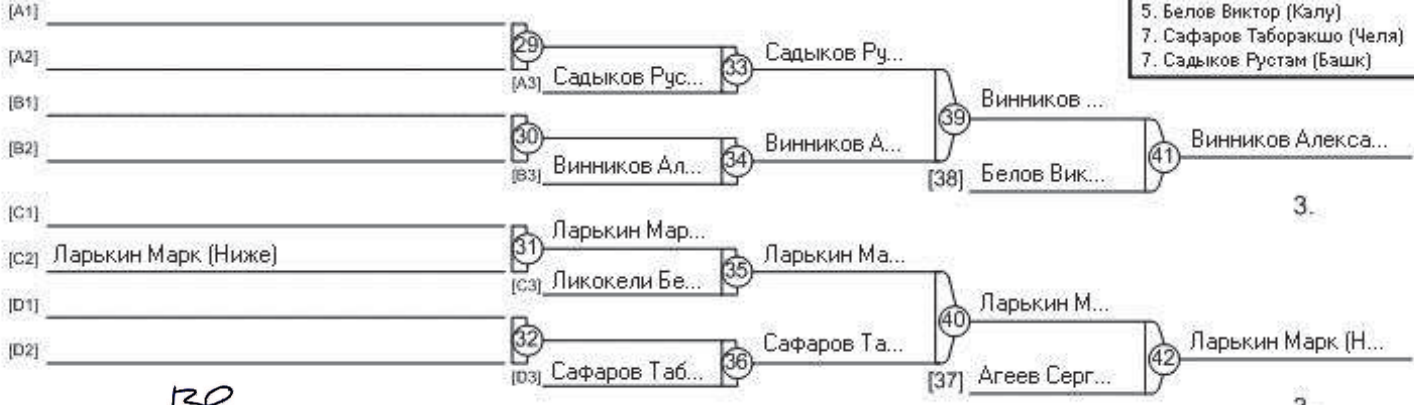 [A1]
[A2]
29
[A3] Садыков Рус...
33
Садыков Ру...
[B1]
[B2]
30
[B3] Винников Ал...
34
Винников А...
39
Винников ...
[38] Белов Вик...
41
Винников Алекса...
3.
[C1]
[C2] Ларькин Марк (Ниже)
31
Ларькин Мар...
[C3] Ликокели Бе...
35
Ларькин Ма...
[D1]
[D2]
32
[D3] Сафаров Таб...
36
Сафаров Та...
40
Ларькин М...
[37] Агеев Серг...
42
Ларькин Марк (Н...
5. Белов Виктор (Калу)
7. Сафаров Таборакшо (Челя)
7. Садыков Рустам (Башк)